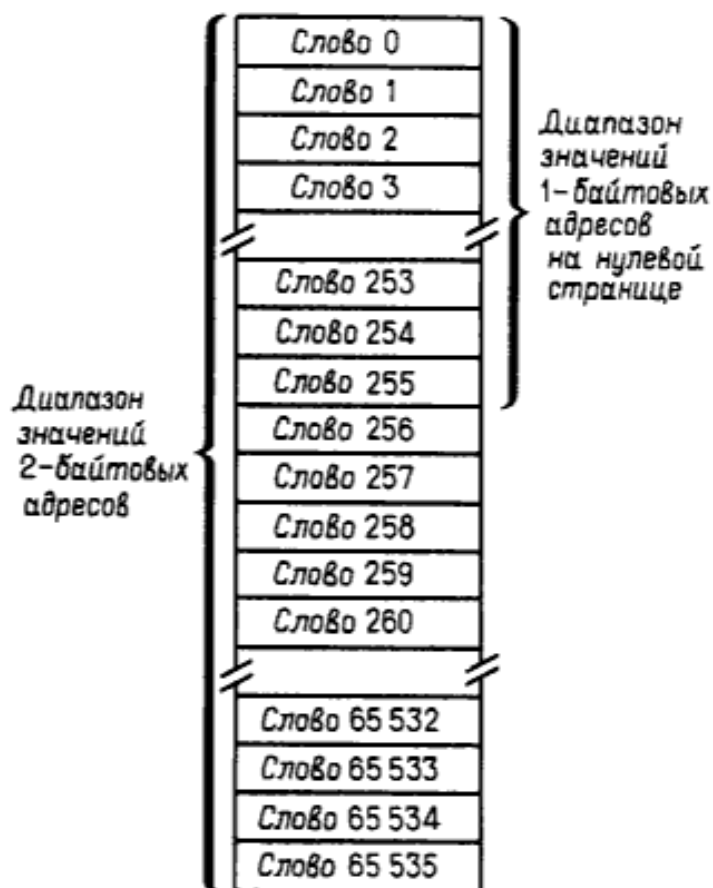 Слово 0
Слово 1
Слово 2
Слово 3
Слово 253
Слово 254
Слово 255
Слово 256
Слово 257
Слово 258
Слово 259
Слово 260
Слово 65 532
Слово 65 533
Слово 65 534
Слово 65 535
Диапазон
значений
1-байтовых
адресов
на нулевой
странице
Диапазон
значений
2-байтовых
адресов